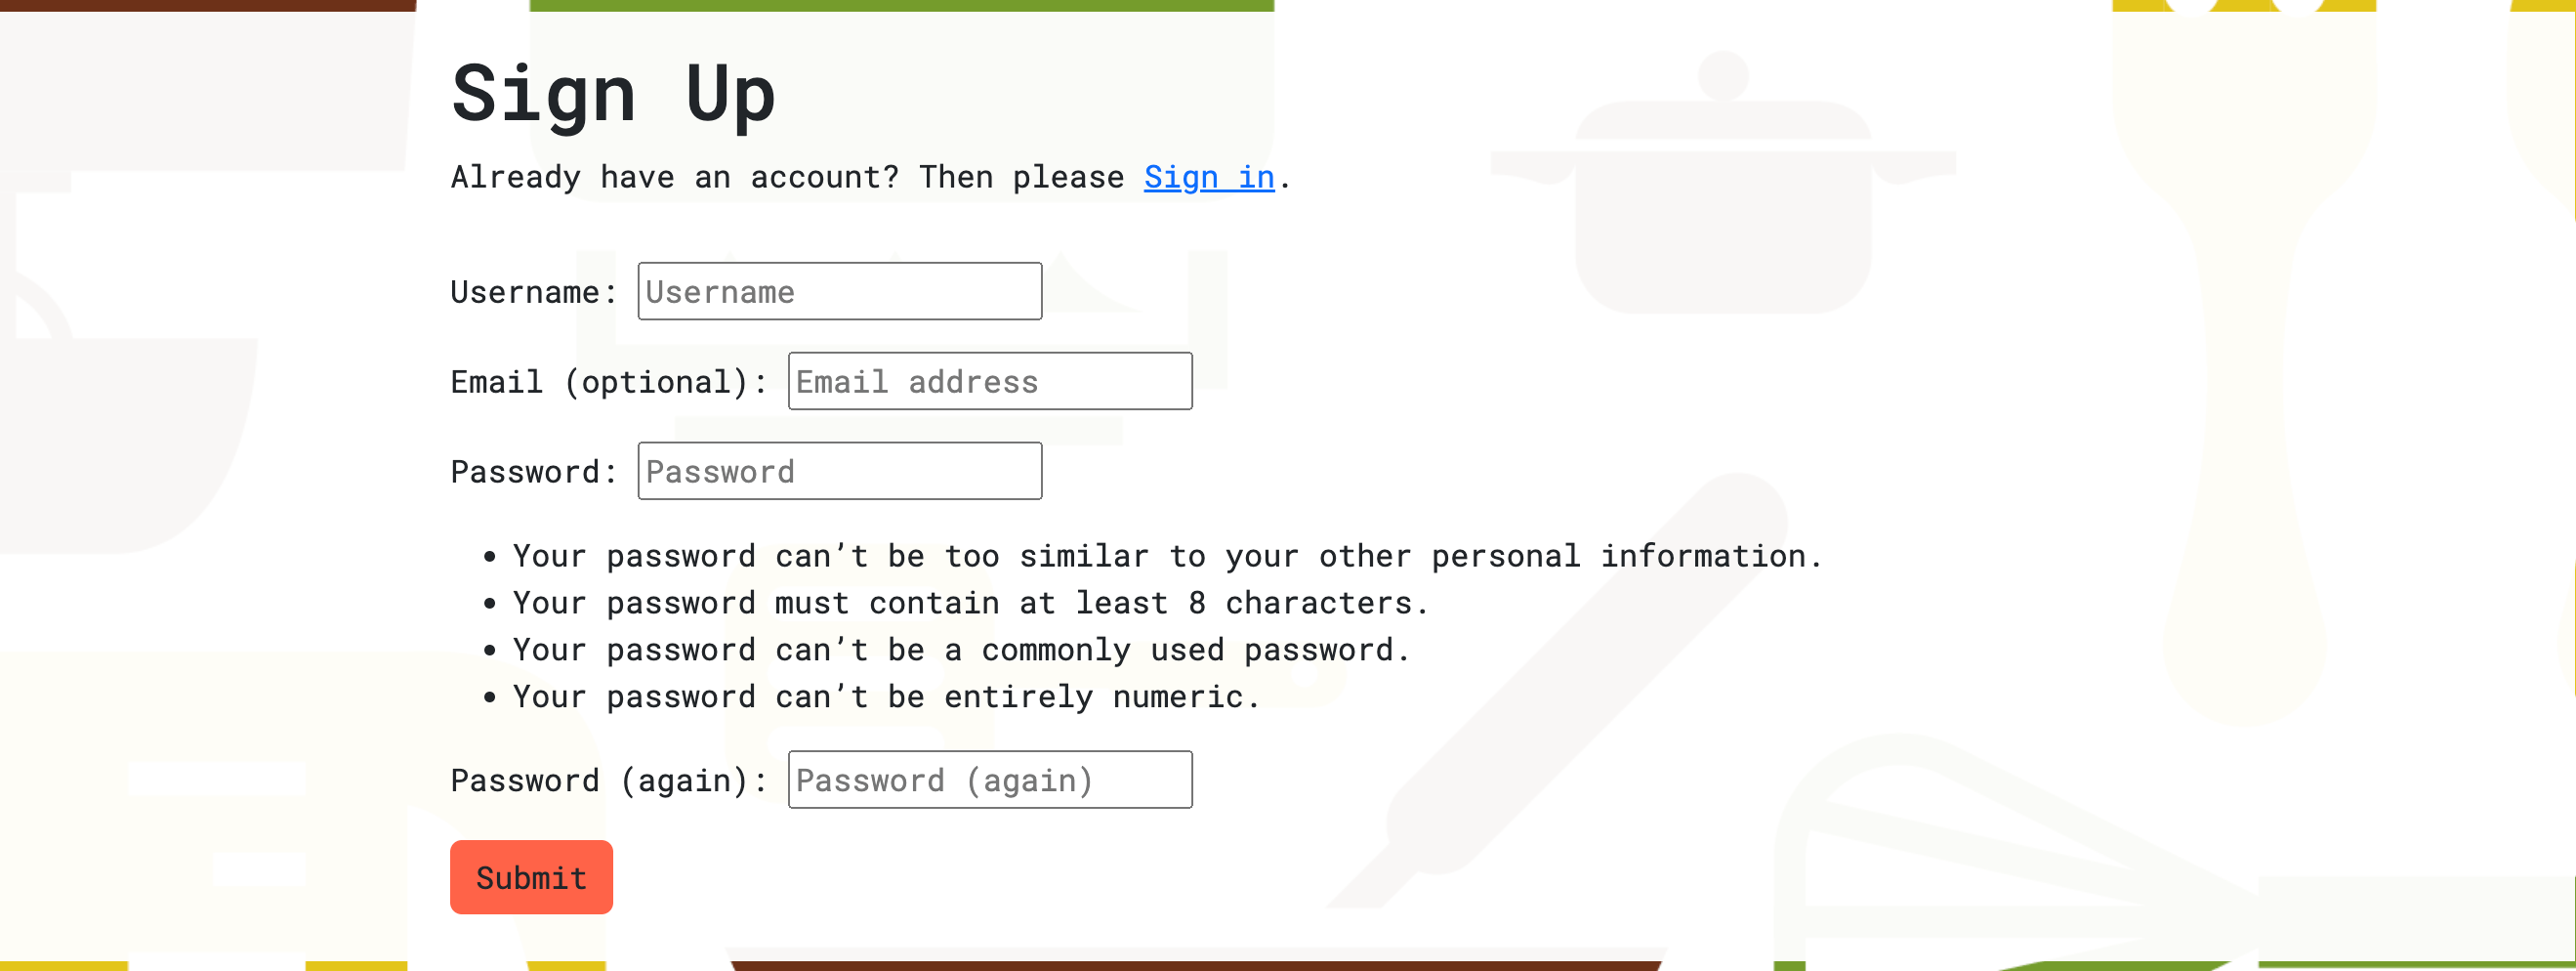 Sign Up
Already have an account? Then please Sign in.
Username: Username
Email (optional): Email address
Password: Password
• Your password can’t be too similar to your other personal information.
• Your password must contain at least 8 characters.
• Your password can’t be a commonly used password.
• Your password can’t be entirely numeric.
Password (again): Password (again)
Submit